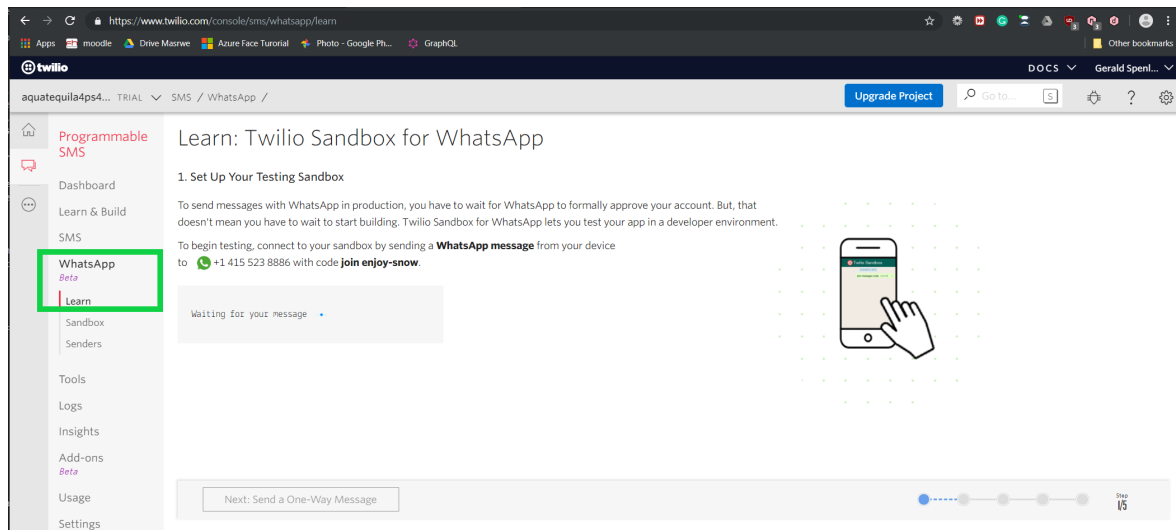 https://www.twilio.com/console/sms/whatsapp/learn
Apps moodle Drive Masrwe Azure Face Turorial Photo - Google Ph... GraphQL Other bookmarks
twilio DOCS Gerald Spenl...
aquatequila4ps4... TRIAL SMS / WhatsApp / Upgrade Project Go to... S ?
Programmable
SMS
Dashboard
Learn & Build
SMS
WhatsApp
Beta
Learn
Sandbox
Senders
Tools
Logs
Insights
Add-ons
Beta
Usage
Settings
Learn: Twilio Sandbox for WhatsApp
1. Set Up Your Testing Sandbox
To send messages with WhatsApp in production, you have to wait for WhatsApp to formally approve your account. But, that
doesn't mean you have to wait to start building. Twilio Sandbox for WhatsApp lets you test your app in a developer environment.
To begin testing, connect to your sandbox by sending a WhatsApp message from your device
to +1 415 523 8886 with code join enjoy-snow.
Waiting for your message
Twilio Sandbox
Next: Send a One-Way Message
Step
1/5